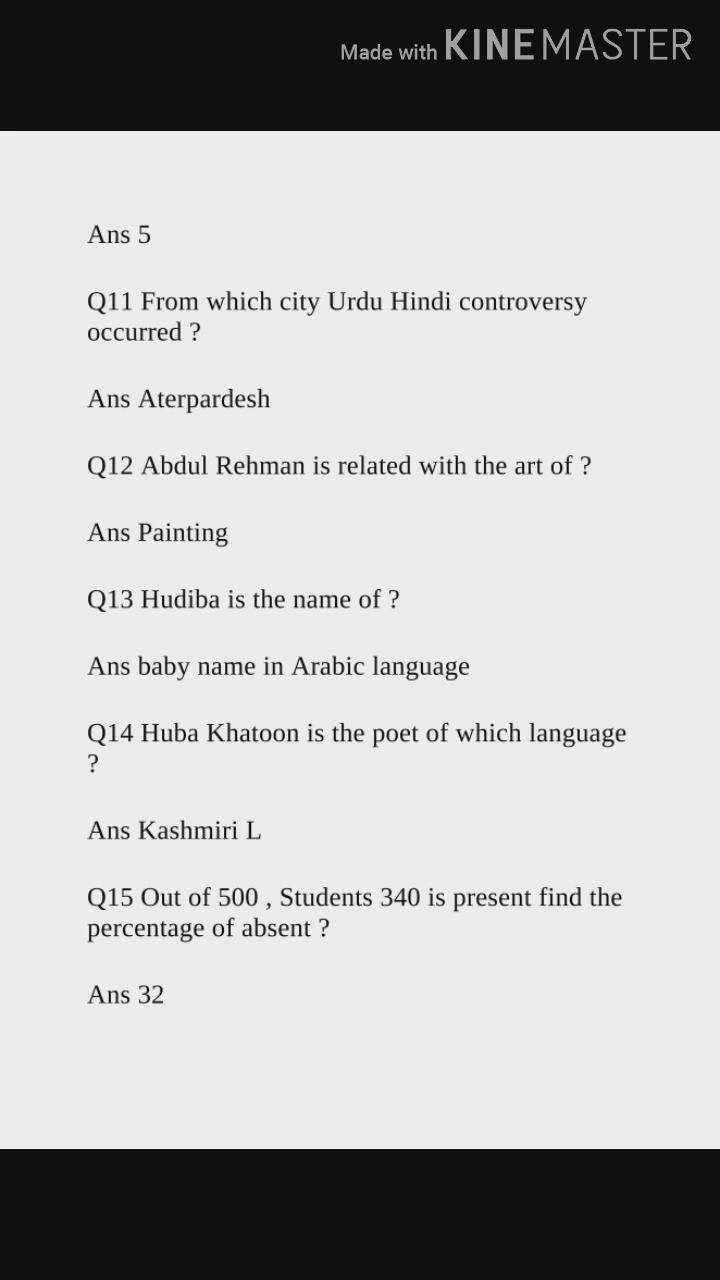 Made with KINEMASTER
Ans 5
Q11 From which city Urdu Hindi controversy
occurred ?
Ans Aterpardesh
Q12 Abdul Rehman is related with the art of ?
Ans Painting
Q13 Hudiba is the name of ?
Ans baby name in Arabic language
Q14 Huba Khatoon is the poet of which language
?
Ans Kashmiri L
Q15 Out of 500 , Students 340 is present find the
percentage of absent ?
Ans 32